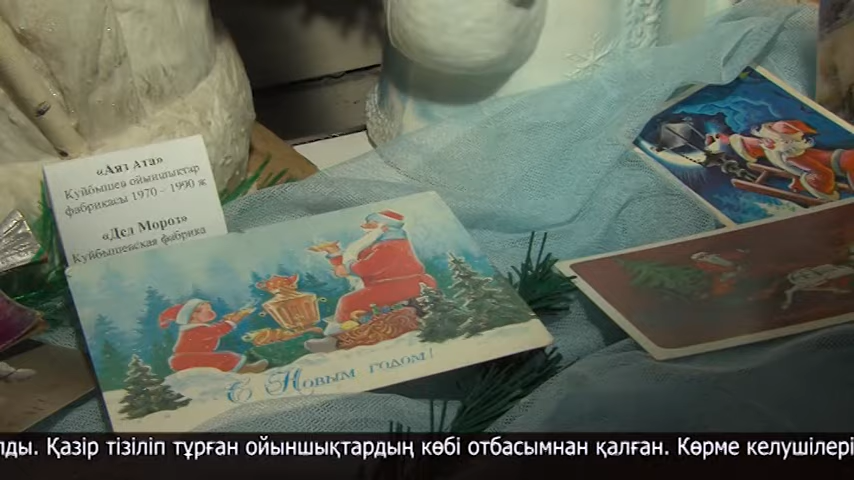 «Аяз Ата»
Куйбышев ойыншықтар
фабрикасы 1970 – 1990 ж
«Дед Мороз»
Куйбышевская фабрика
С Новым годом!
Қазір тізіліп тұрған ойыншықтардың көбі отбасымнан қалған. Көрме келушілері